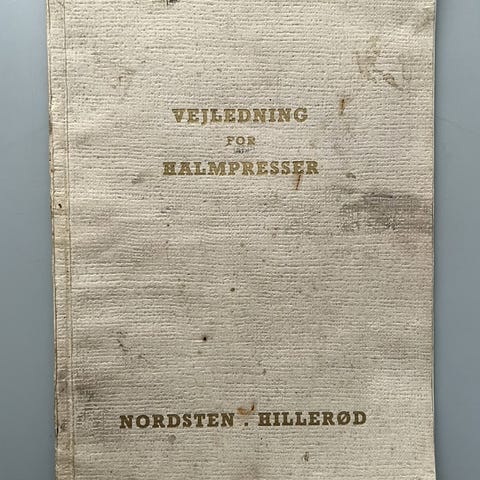 VEJLEDNING
FOR
HALMPRESSER
NORDSTEN . HILLERØD